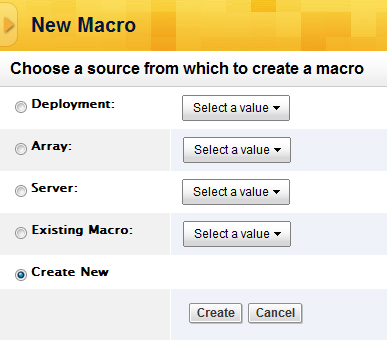 New Macro
Choose a source from which to create a macro
Deployment: Select a value
Array: Select a value
Server: Select a value
Existing Macro: Select a value
Create New
Create Cancel